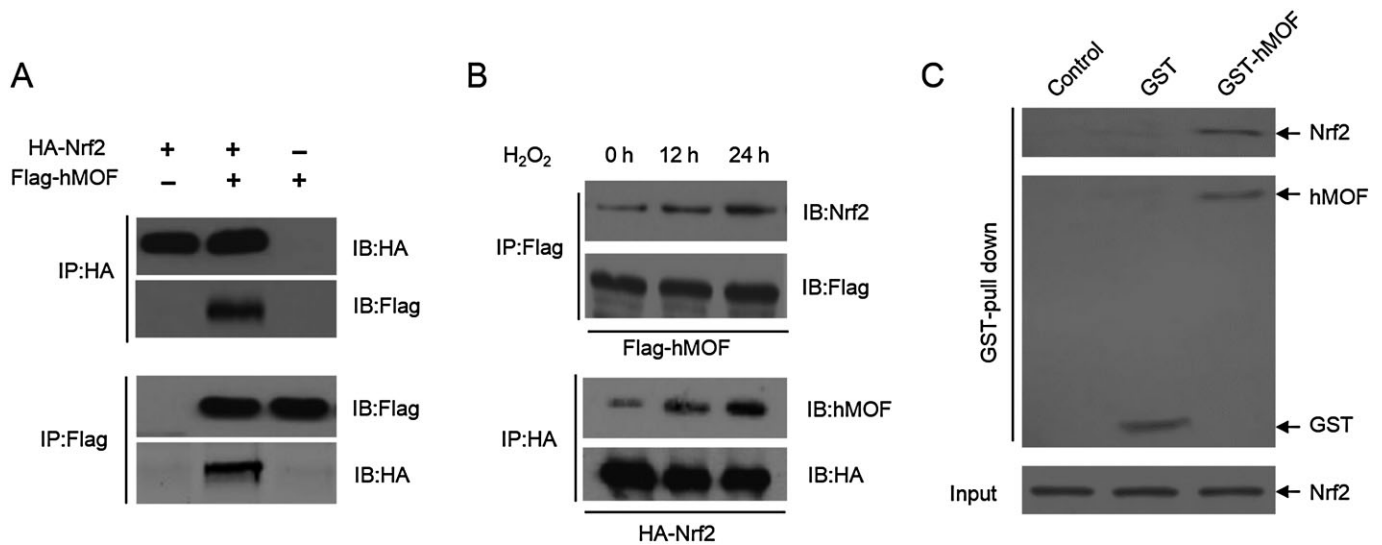 A
HA-Nrf2 + + –
Flag-hMOF – + +
IP:HA
IB:HA
IB:Flag
IP:Flag
IB:Flag
IB:HA
B
H₂O₂ 0 h 12 h 24 h
IP:Flag
IB:Nrf2
IB:Flag
Flag-hMOF
IP:HA
IB:hMOF
IB:HA
HA-Nrf2
C
Control GST GST-hMOF
GST-pull down
Nrf2
hMOF
GST
Input Nrf2